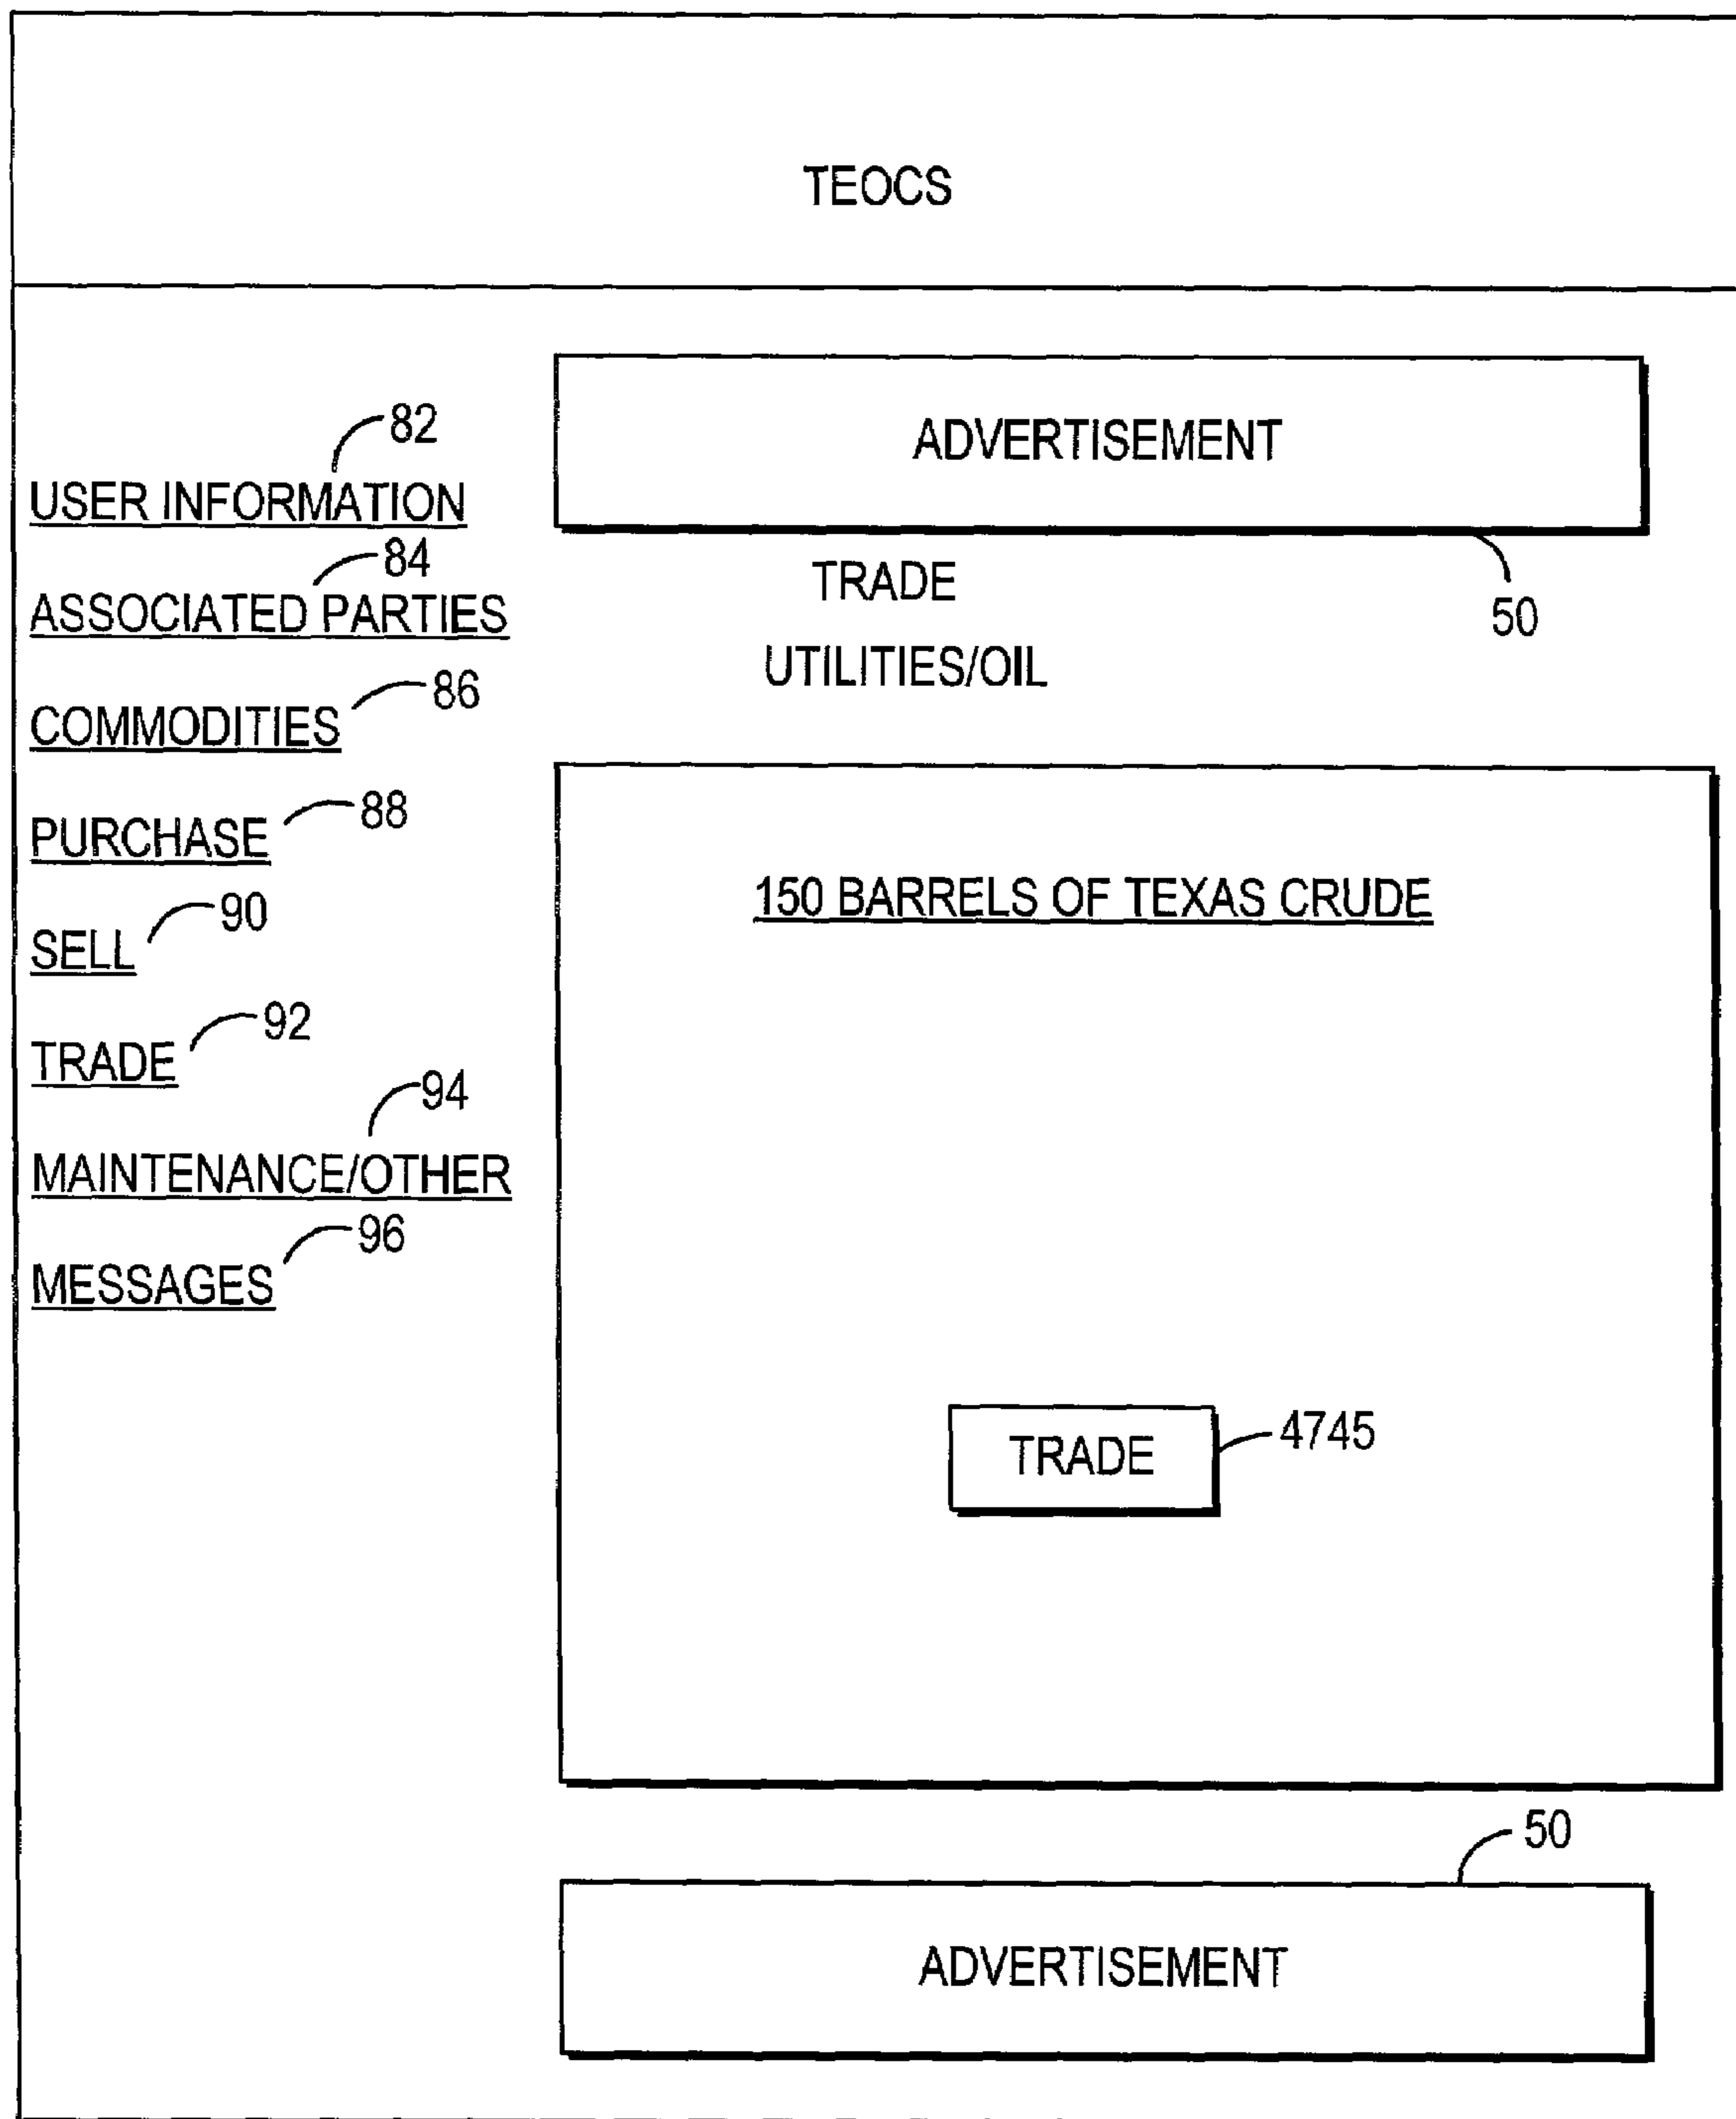 TEOCS
82
USER INFORMATION
84
ASSOCIATED PARTIES
86
COMMODITIES
88
PURCHASE
90
SELL
92
TRADE
94
MAINTENANCE/OTHER
96
MESSAGES
ADVERTISEMENT
50
TRADE
UTILITIES/OIL
150 BARRELS OF TEXAS CRUDE
TRADE
4745
50
ADVERTISEMENT